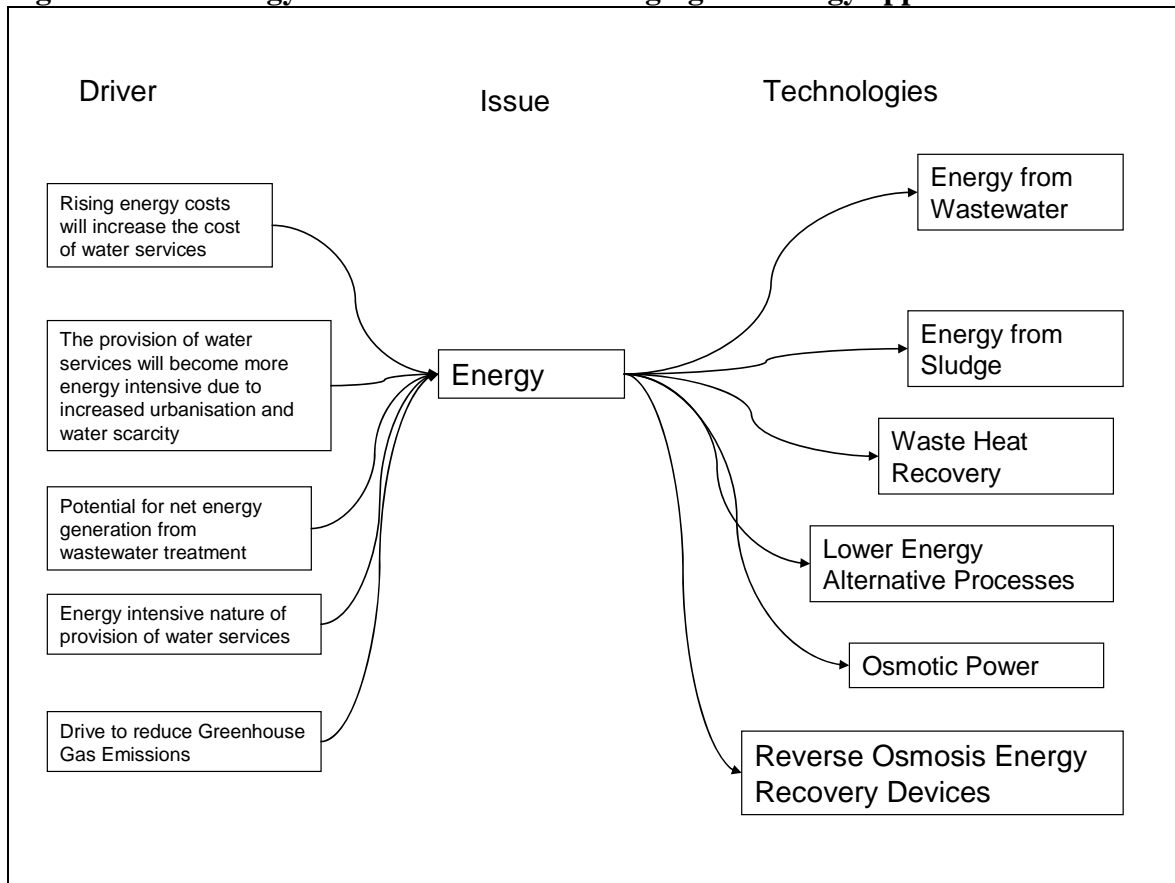 Driver
Issue
Technologies
Rising energy costs
will increase the cost
of water services
The provision of water
services will become more
energy intensive due to
increased urbanisation and
water scarcity
Potential for net energy
generation from
wastewater treatment
Energy intensive nature of
provision of water services
Drive to reduce Greenhouse
Gas Emissions
Energy
Energy from
Wastewater
Energy from
Sludge
Waste Heat
Recovery
Lower Energy
Alternative Processes
Osmotic Power
Reverse Osmosis Energy
Recovery Devices